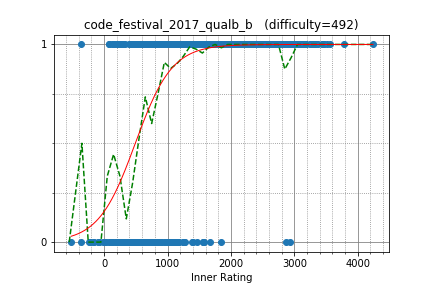 code_festival_2017_qualb_b (difficulty=492)
1
0
0 1000 2000 3000 4000
Inner Rating